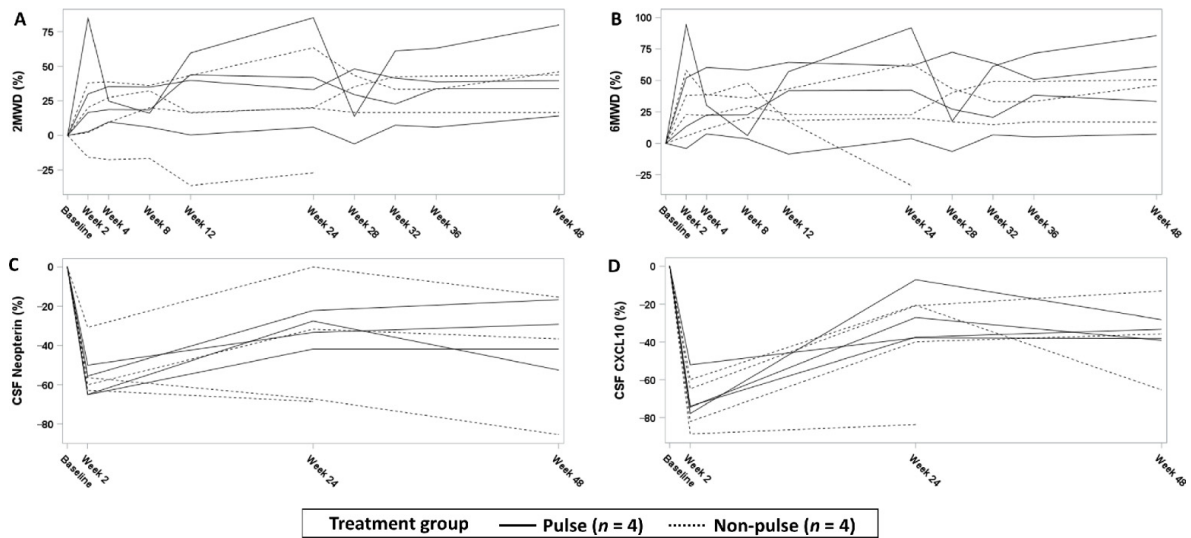 A
2MWD (%)
75
50
25
0
−25
Baseline
Week 2
Week 4
Week 8
Week 12
Week 24
Week 28
Week 32
Week 36
Week 48
B
6MWD (%)
100
75
50
25
0
−25
Baseline
Week 2
Week 4
Week 8
Week 12
Week 24
Week 28
Week 32
Week 36
Week 48
C
CSF Neopterin (%)
0
−20
−40
−60
−80
Baseline
Week 2
Week 24
Week 48
D
CSF CXCL10 (%)
0
−20
−40
−60
−80
Baseline
Week 2
Week 24
Week 48
Treatment group Pulse (n = 4) Non-pulse (n = 4)